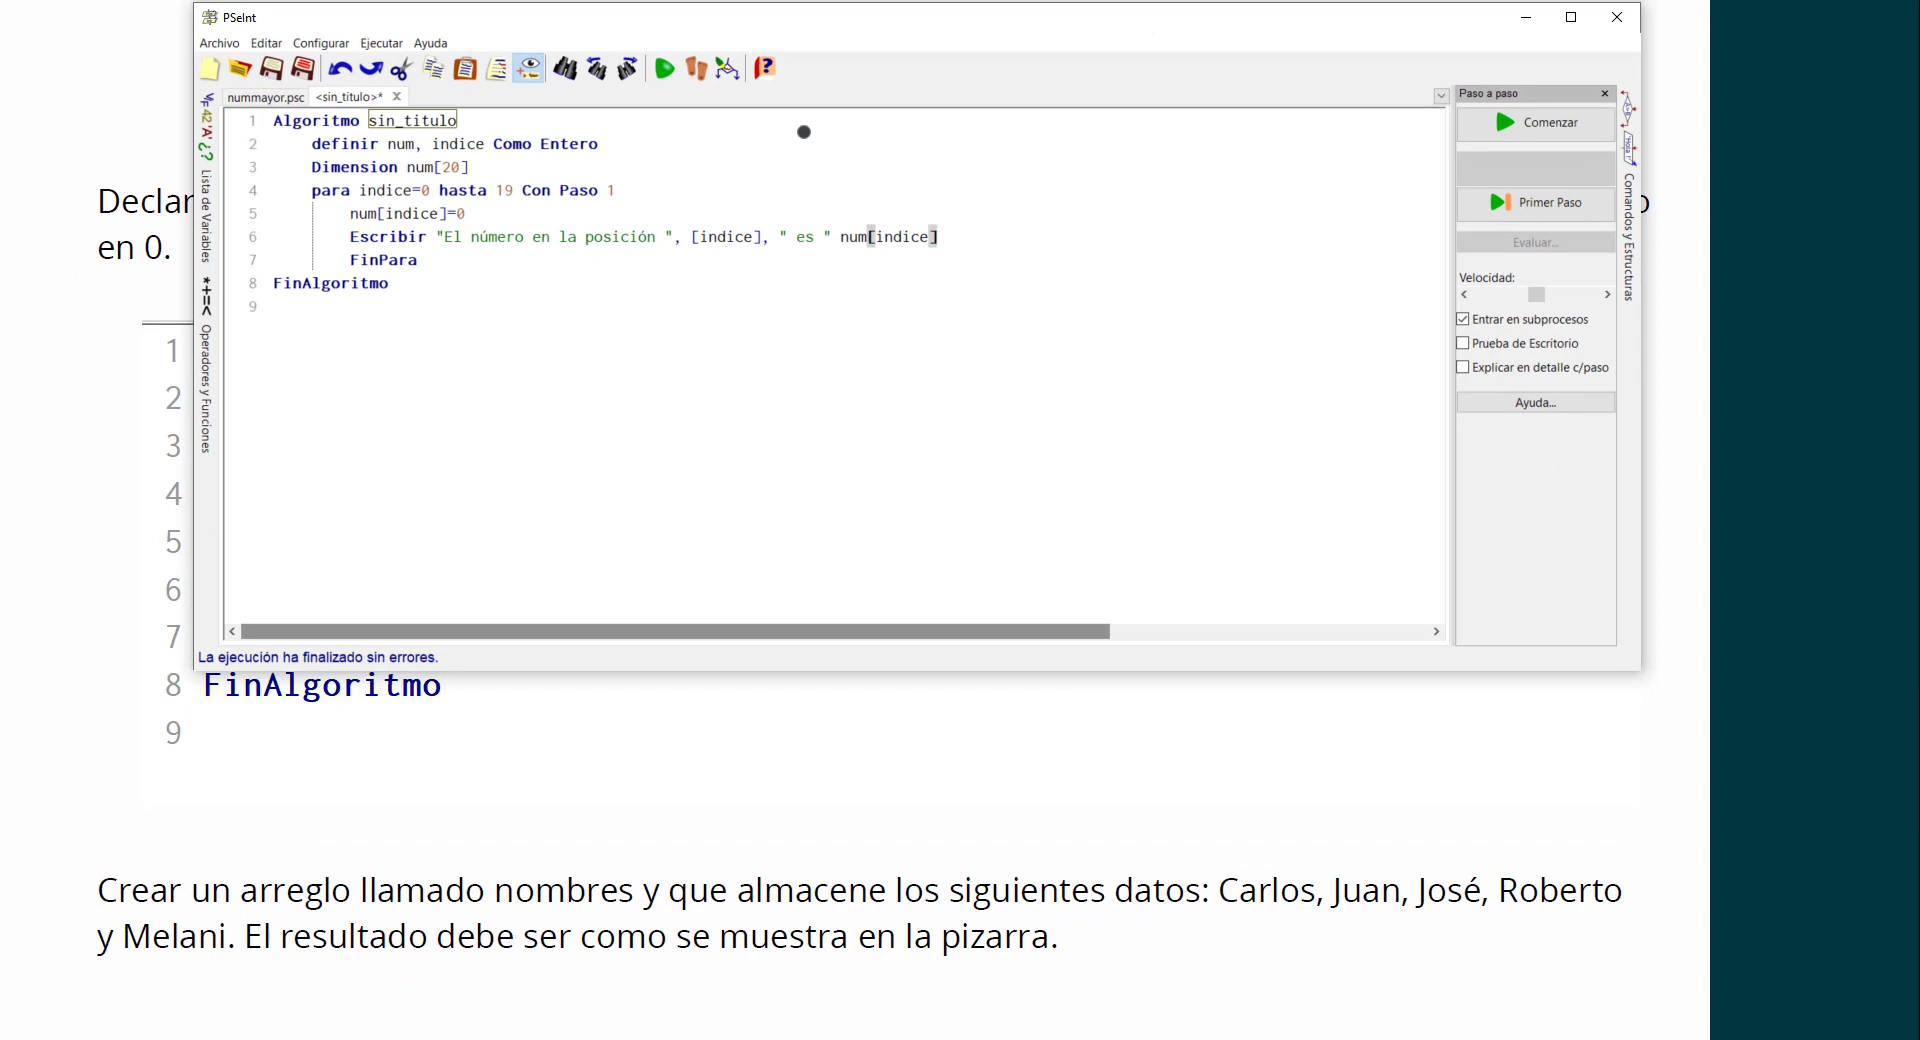 PSeInt
Archivo Editar Configurar Ejecutar Ayuda
nummayor.psc <sin_titulo>* X
1 Algoritmo sin_titulo
2 definir num, indice Como Entero
3 Dimension num[20]
4 para indice=0 hasta 19 Con Paso 1
5 num[indice]=0
6 Escribir "El número en la posición ", [indice], " es " num[indice]
7 FinPara
8 FinAlgoritmo
9
Lista de Variables
*+=<
Operadores y Funciones
Paso a paso
Comenzar
Primer Paso
Evaluar...
Velocidad:
Entrar en subprocesos
Prueba de Escritorio
Explicar en detalle c/paso
Ayuda...
Comandos y Estructuras
La ejecución ha finalizado sin errores.
Declar
en 0.
1
2
3
4
5
6
7
8 FinAlgoritmo
9
Crear un arreglo llamado nombres y que almacene los siguientes datos: Carlos, Juan, José, Roberto
y Melani. El resultado debe ser como se muestra en la pizarra.